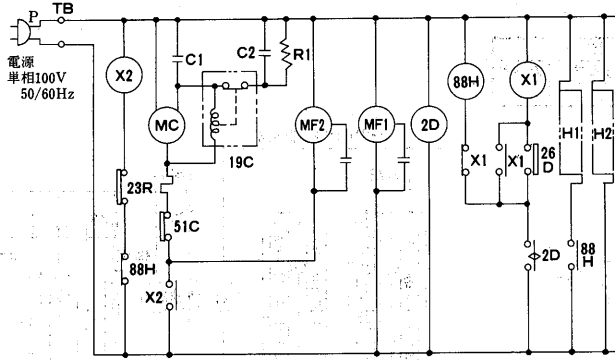 P TB
電源
単相100V
50/60Hz
X2
C1
C2
R1
MC
19C
MF2
MF1
2D
88H
X1
H1
H2
X1
X1
26
D
23R
51C
88H
X2
2D
88
H